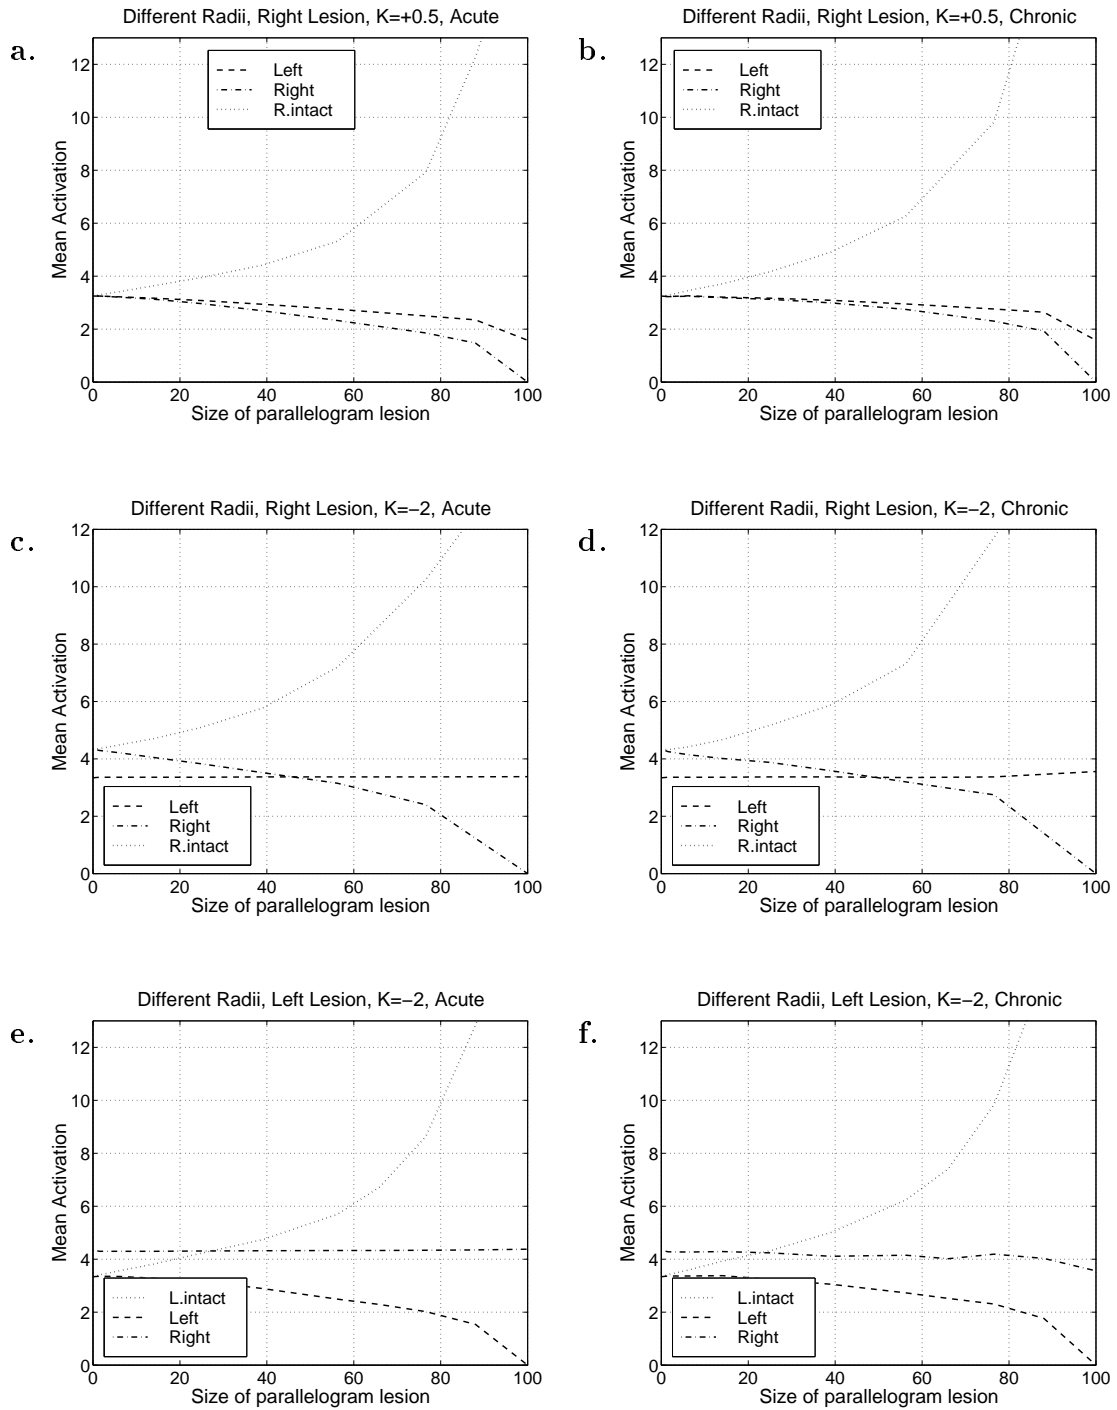 Different Radii, Right Lesion, K=+0.5, Acute
a.
Left
Right
R.intact
Mean Activation
12
10
8
6
4
2
0
0 20 40 60 80 100
Size of parallelogram lesion
Different Radii, Right Lesion, K=+0.5, Chronic
b.
Left
Right
R.intact
Mean Activation
12
10
8
6
4
2
0
0 20 40 60 80 100
Size of parallelogram lesion
Different Radii, Right Lesion, K=−2, Acute
c.
Mean Activation
12
10
8
6
4
2
0
Left
Right
R.intact
0 20 40 60 80 100
Size of parallelogram lesion
Different Radii, Right Lesion, K=−2, Chronic
d.
Mean Activation
12
10
8
6
4
2
0
Left
Right
R.intact
0 20 40 60 80 100
Size of parallelogram lesion
Different Radii, Left Lesion, K=−2, Acute
e.
Mean Activation
12
10
8
6
4
2
0
L.intact
Left
Right
0 20 40 60 80 100
Size of parallelogram lesion
Different Radii, Left Lesion, K=−2, Chronic
f.
Mean Activation
12
10
8
6
4
2
0
L.intact
Left
Right
0 20 40 60 80 100
Size of parallelogram lesion